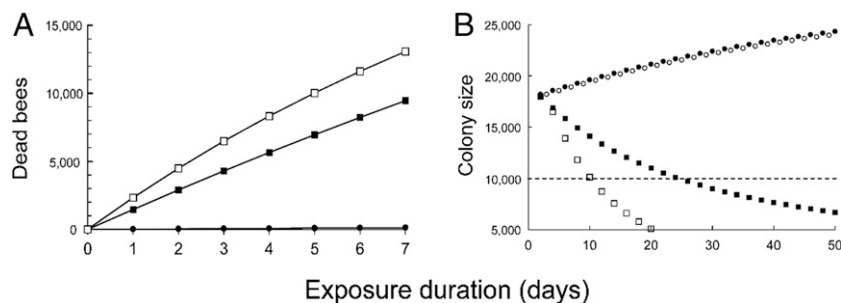 A
Dead bees
15,000
10,000
5,000
0
0 1 2 3 4 5 6 7
B
Colony size
25,000
20,000
15,000
10,000
5,000
0 10 20 30 40 50
Exposure duration (days)